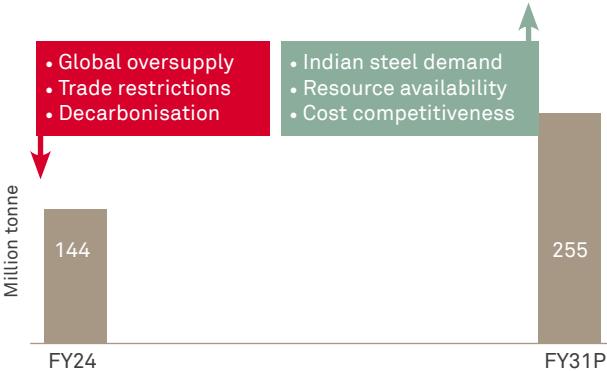 • Global oversupply
• Trade restrictions
• Decarbonisation
• Indian steel demand
• Resource availability
• Cost competitiveness
Million tonne
144
255
FY24
FY31P